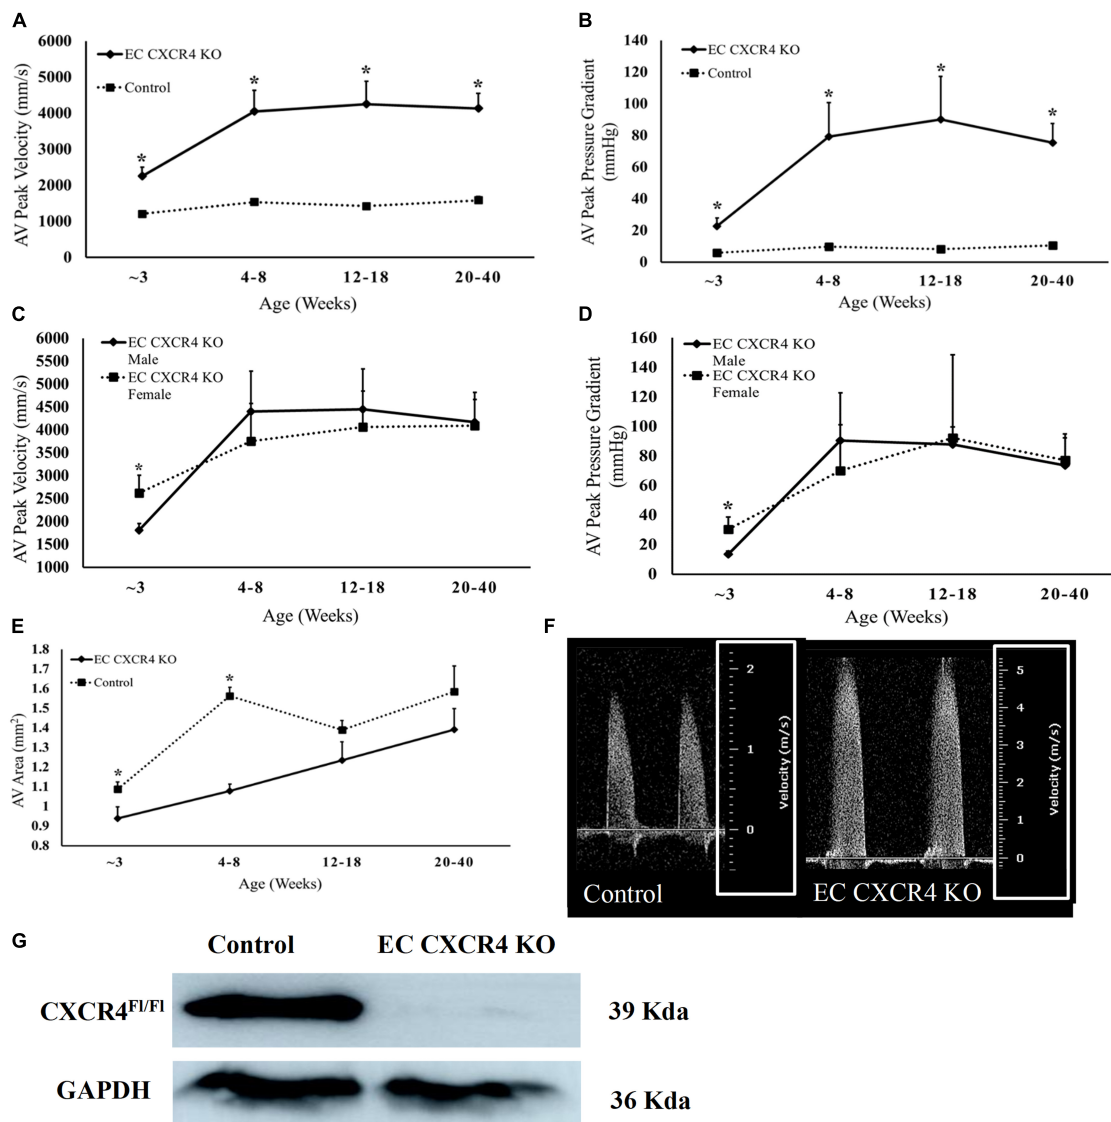 A
AV Peak Velocity (mm/s)
6000
5000
4000
3000
2000
1000
0
EC CXCR4 KO
Control
*
*
*
*
~3
4-8
12-18
20-40
Age (Weeks)
B
AV Peak Pressure Gradient
(mmHg)
140
120
100
80
60
40
20
0
EC CXCR4 KO
Control
*
*
*
*
~3
4-8
12-18
20-40
Age (Weeks)
C
AV Peak Velocity (mm/s)
6000
5500
5000
4500
4000
3500
3000
2500
2000
1500
1000
EC CXCR4 KO
Male
EC CXCR4 KO
Female
*
~3
4-8
12-18
20-40
Age (Weeks)
D
AV Peak Pressure Gradient
(mmHg)
160
140
120
100
80
60
40
20
0
EC CXCR4 KO
Male
EC CXCR4 KO
Female
*
~3
4-8
12-18
20-40
Age (Weeks)
E
AV Area (mm²)
1.8
1.7
1.6
1.5
1.4
1.3
1.2
1.1
1
0.9
0.8
EC CXCR4 KO
Control
*
*
~3
4-8
12-18
20-40
Age (Weeks)
F
2
1
0
Velocity (m/s)
Control
5
4
3
2
1
0
Velocity (m/s)
EC CXCR4 KO
G
Control
EC CXCR4 KO
CXCR4Fl/Fl
39 Kda
GAPDH
36 Kda